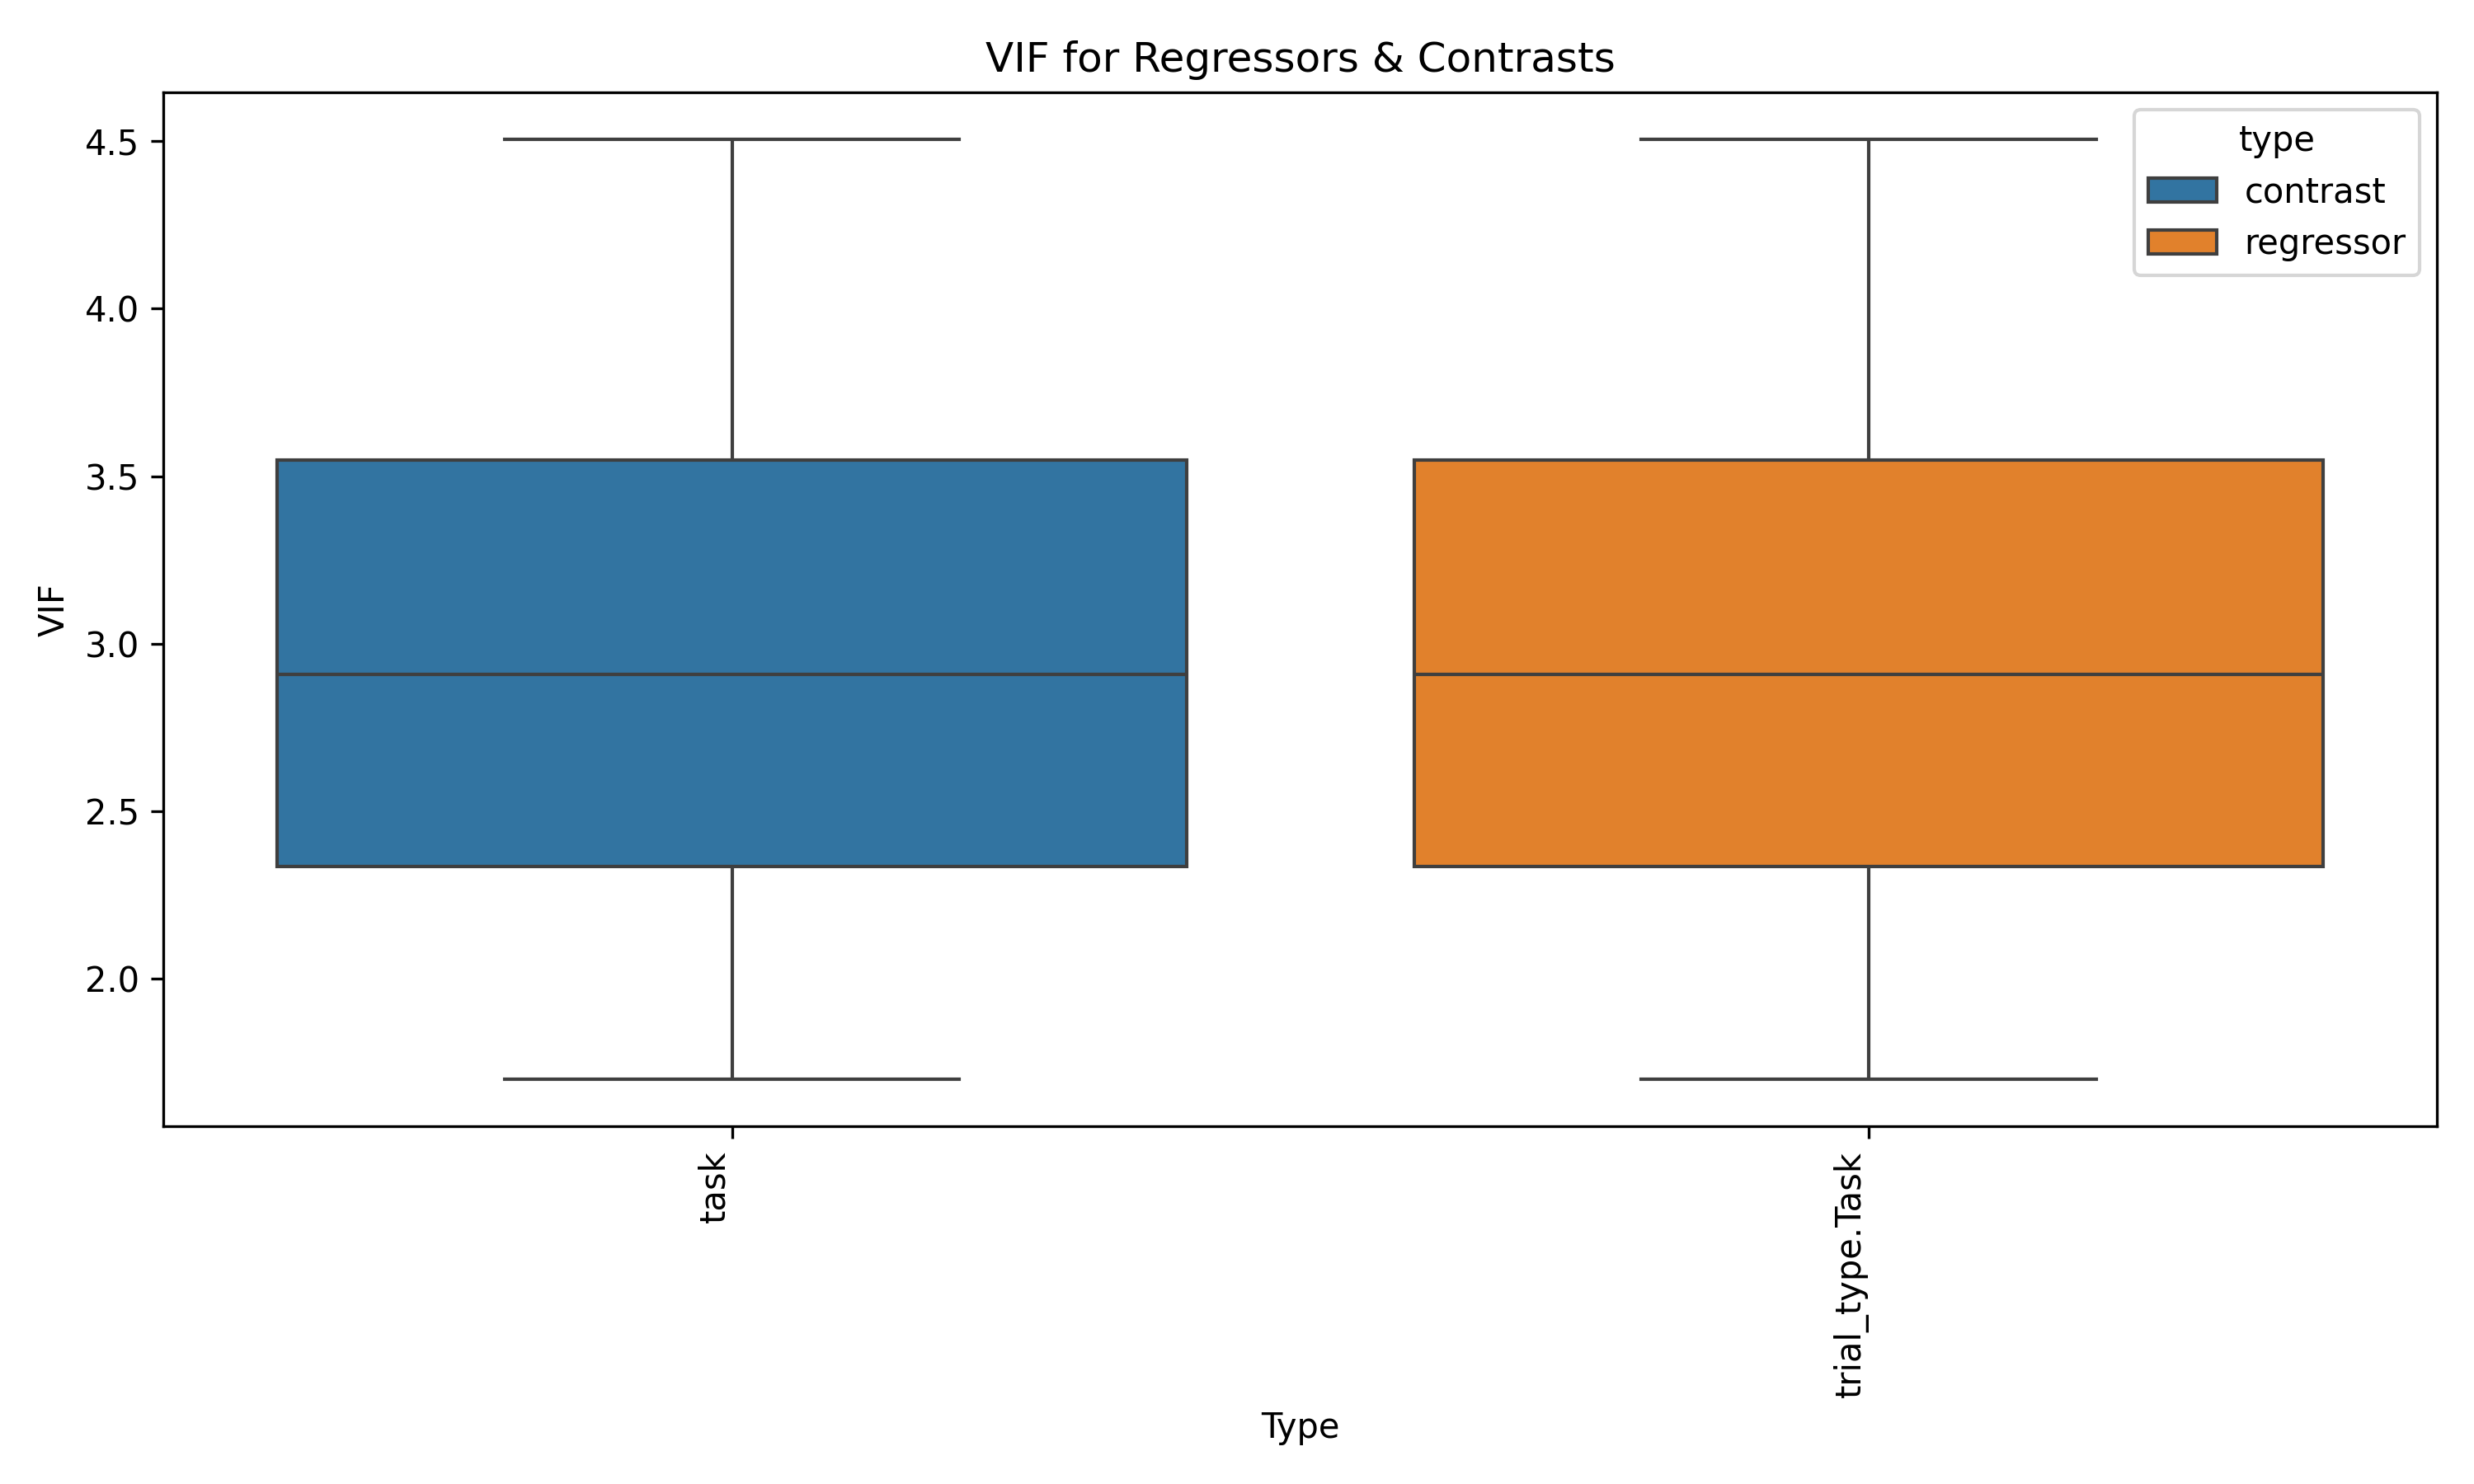 VIF for Regressors & Contrasts
type
contrast
regressor
VIF
4.5
4.0
3.5
3.0
2.5
2.0
task
trial_type.Task
Type